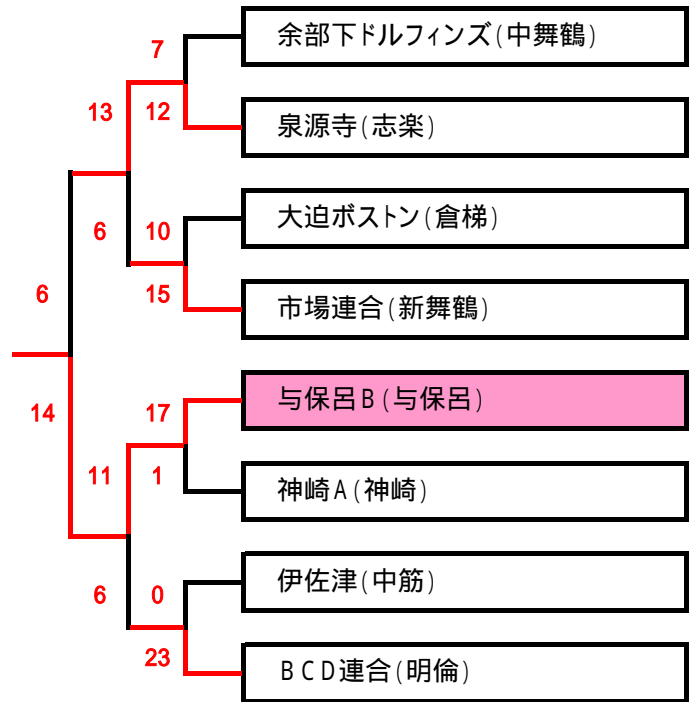 7
余部下ドルフィンズ(中舞鶴)
13
12
泉源寺(志楽)
6
10
大迫ボストン(倉梯)
6
15
市場連合(新舞鶴)
14
17
与保呂B(与保呂)
11
1
神崎A(神崎)
6
0
伊佐津(中筋)
23
BCD連合(明倫)